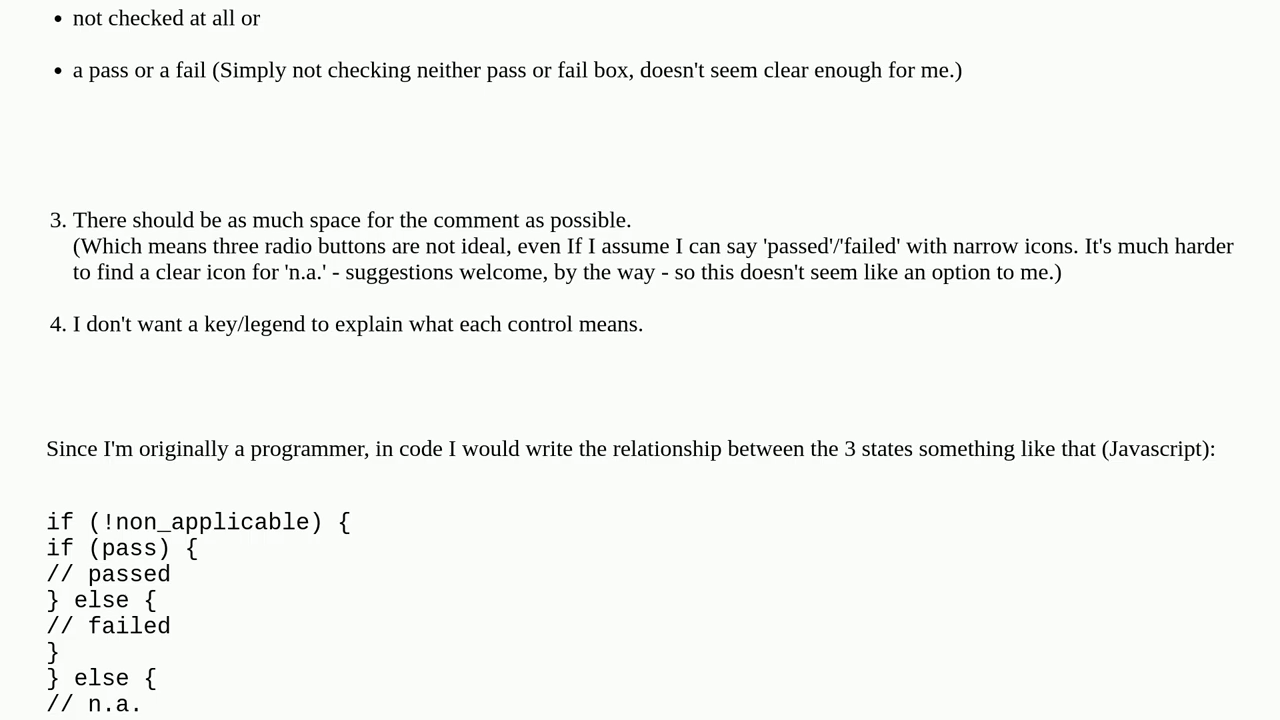 • not checked at all or
• a pass or a fail (Simply not checking neither pass or fail box, doesn't seem clear enough for me.)
3. There should be as much space for the comment as possible.
(Which means three radio buttons are not ideal, even If I assume I can say 'passed'/'failed' with narrow icons. It's much harder
to find a clear icon for 'n.a.' - suggestions welcome, by the way - so this doesn't seem like an option to me.)
4. I don't want a key/legend to explain what each control means.
Since I'm originally a programmer, in code I would write the relationship between the 3 states something like that (Javascript):
if (!non_applicable) {
if (pass) {
// passed
} else {
// failed
}
} else {
// n.a.